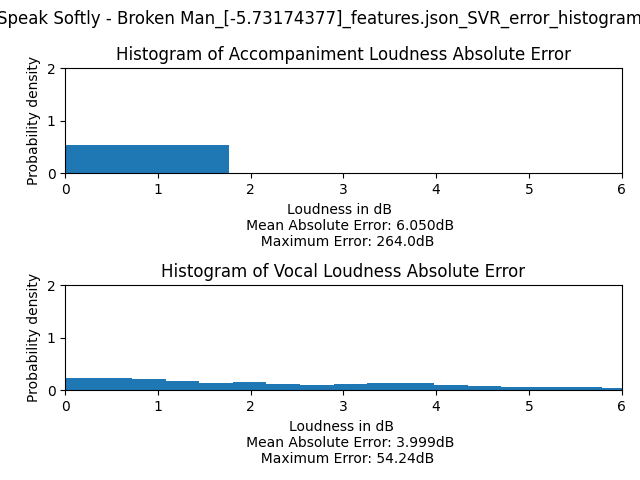 Speak Softly - Broken Man_[-5.73174377]_features.json_SVR_error_histogram
Histogram of Accompaniment Loudness Absolute Error
Probability density
2
1
0
0 1 2 3 4 5 6
Loudness in dB
Mean Absolute Error: 6.050dB
Maximum Error: 264.0dB
Histogram of Vocal Loudness Absolute Error
Probability density
2
1
0
0 1 2 3 4 5 6
Loudness in dB
Mean Absolute Error: 3.999dB
Maximum Error: 54.24dB